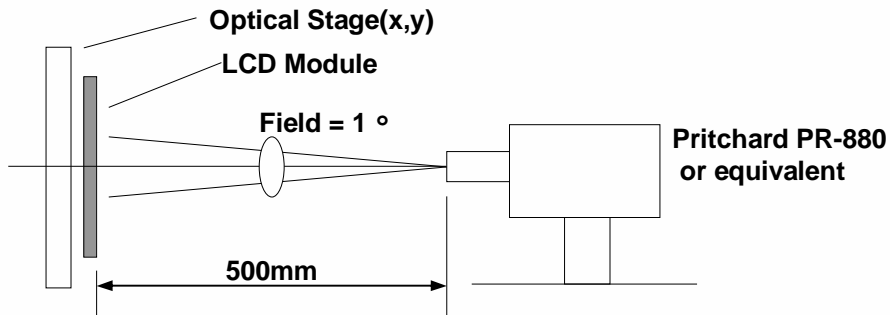 Optical Stage(x,y)
LCD Module
Field = 1 °
Pritchard PR-880
or equivalent
500mm